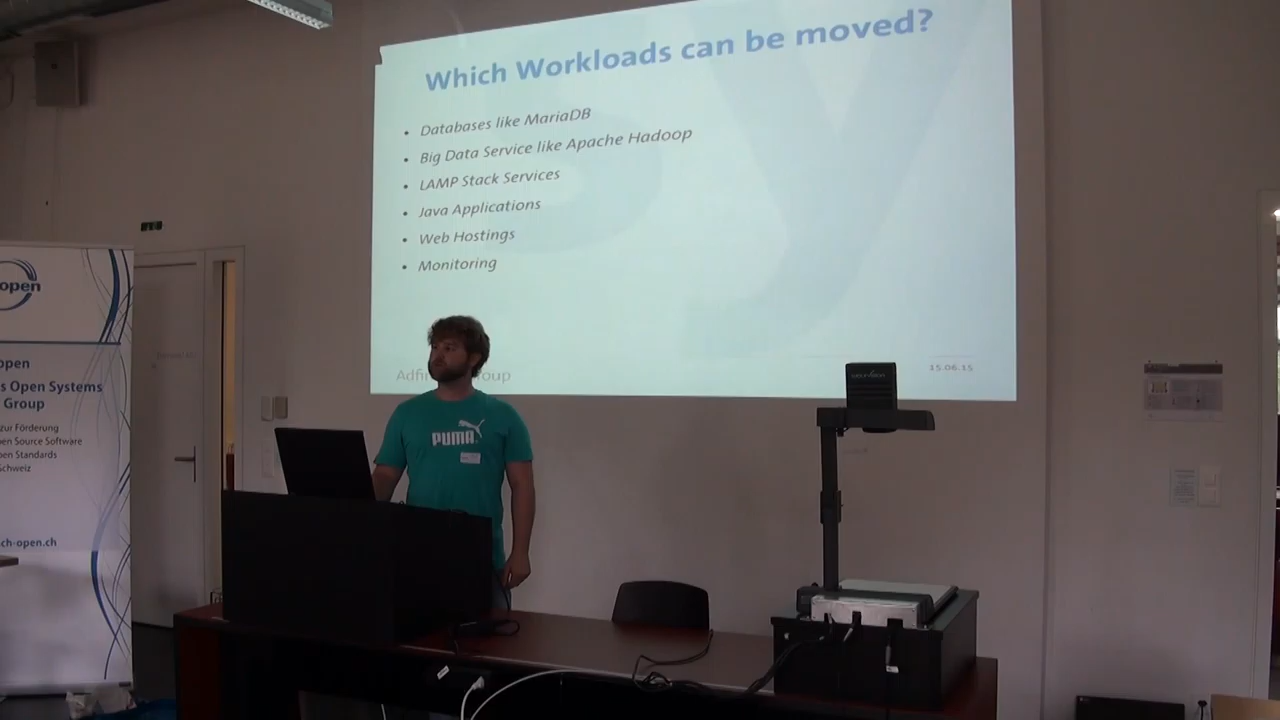 Which Workloads can be moved?
Databases like MariaDB
Big Data Service like Apache Hadoop
LAMP Stack Services
Java Applications
Web Hostings
Monitoring
15.06.15
PUMA
open
open
s Open Systems
Group
zur Förderung
en Source Software
en Standards
chweiz
ch-open.ch